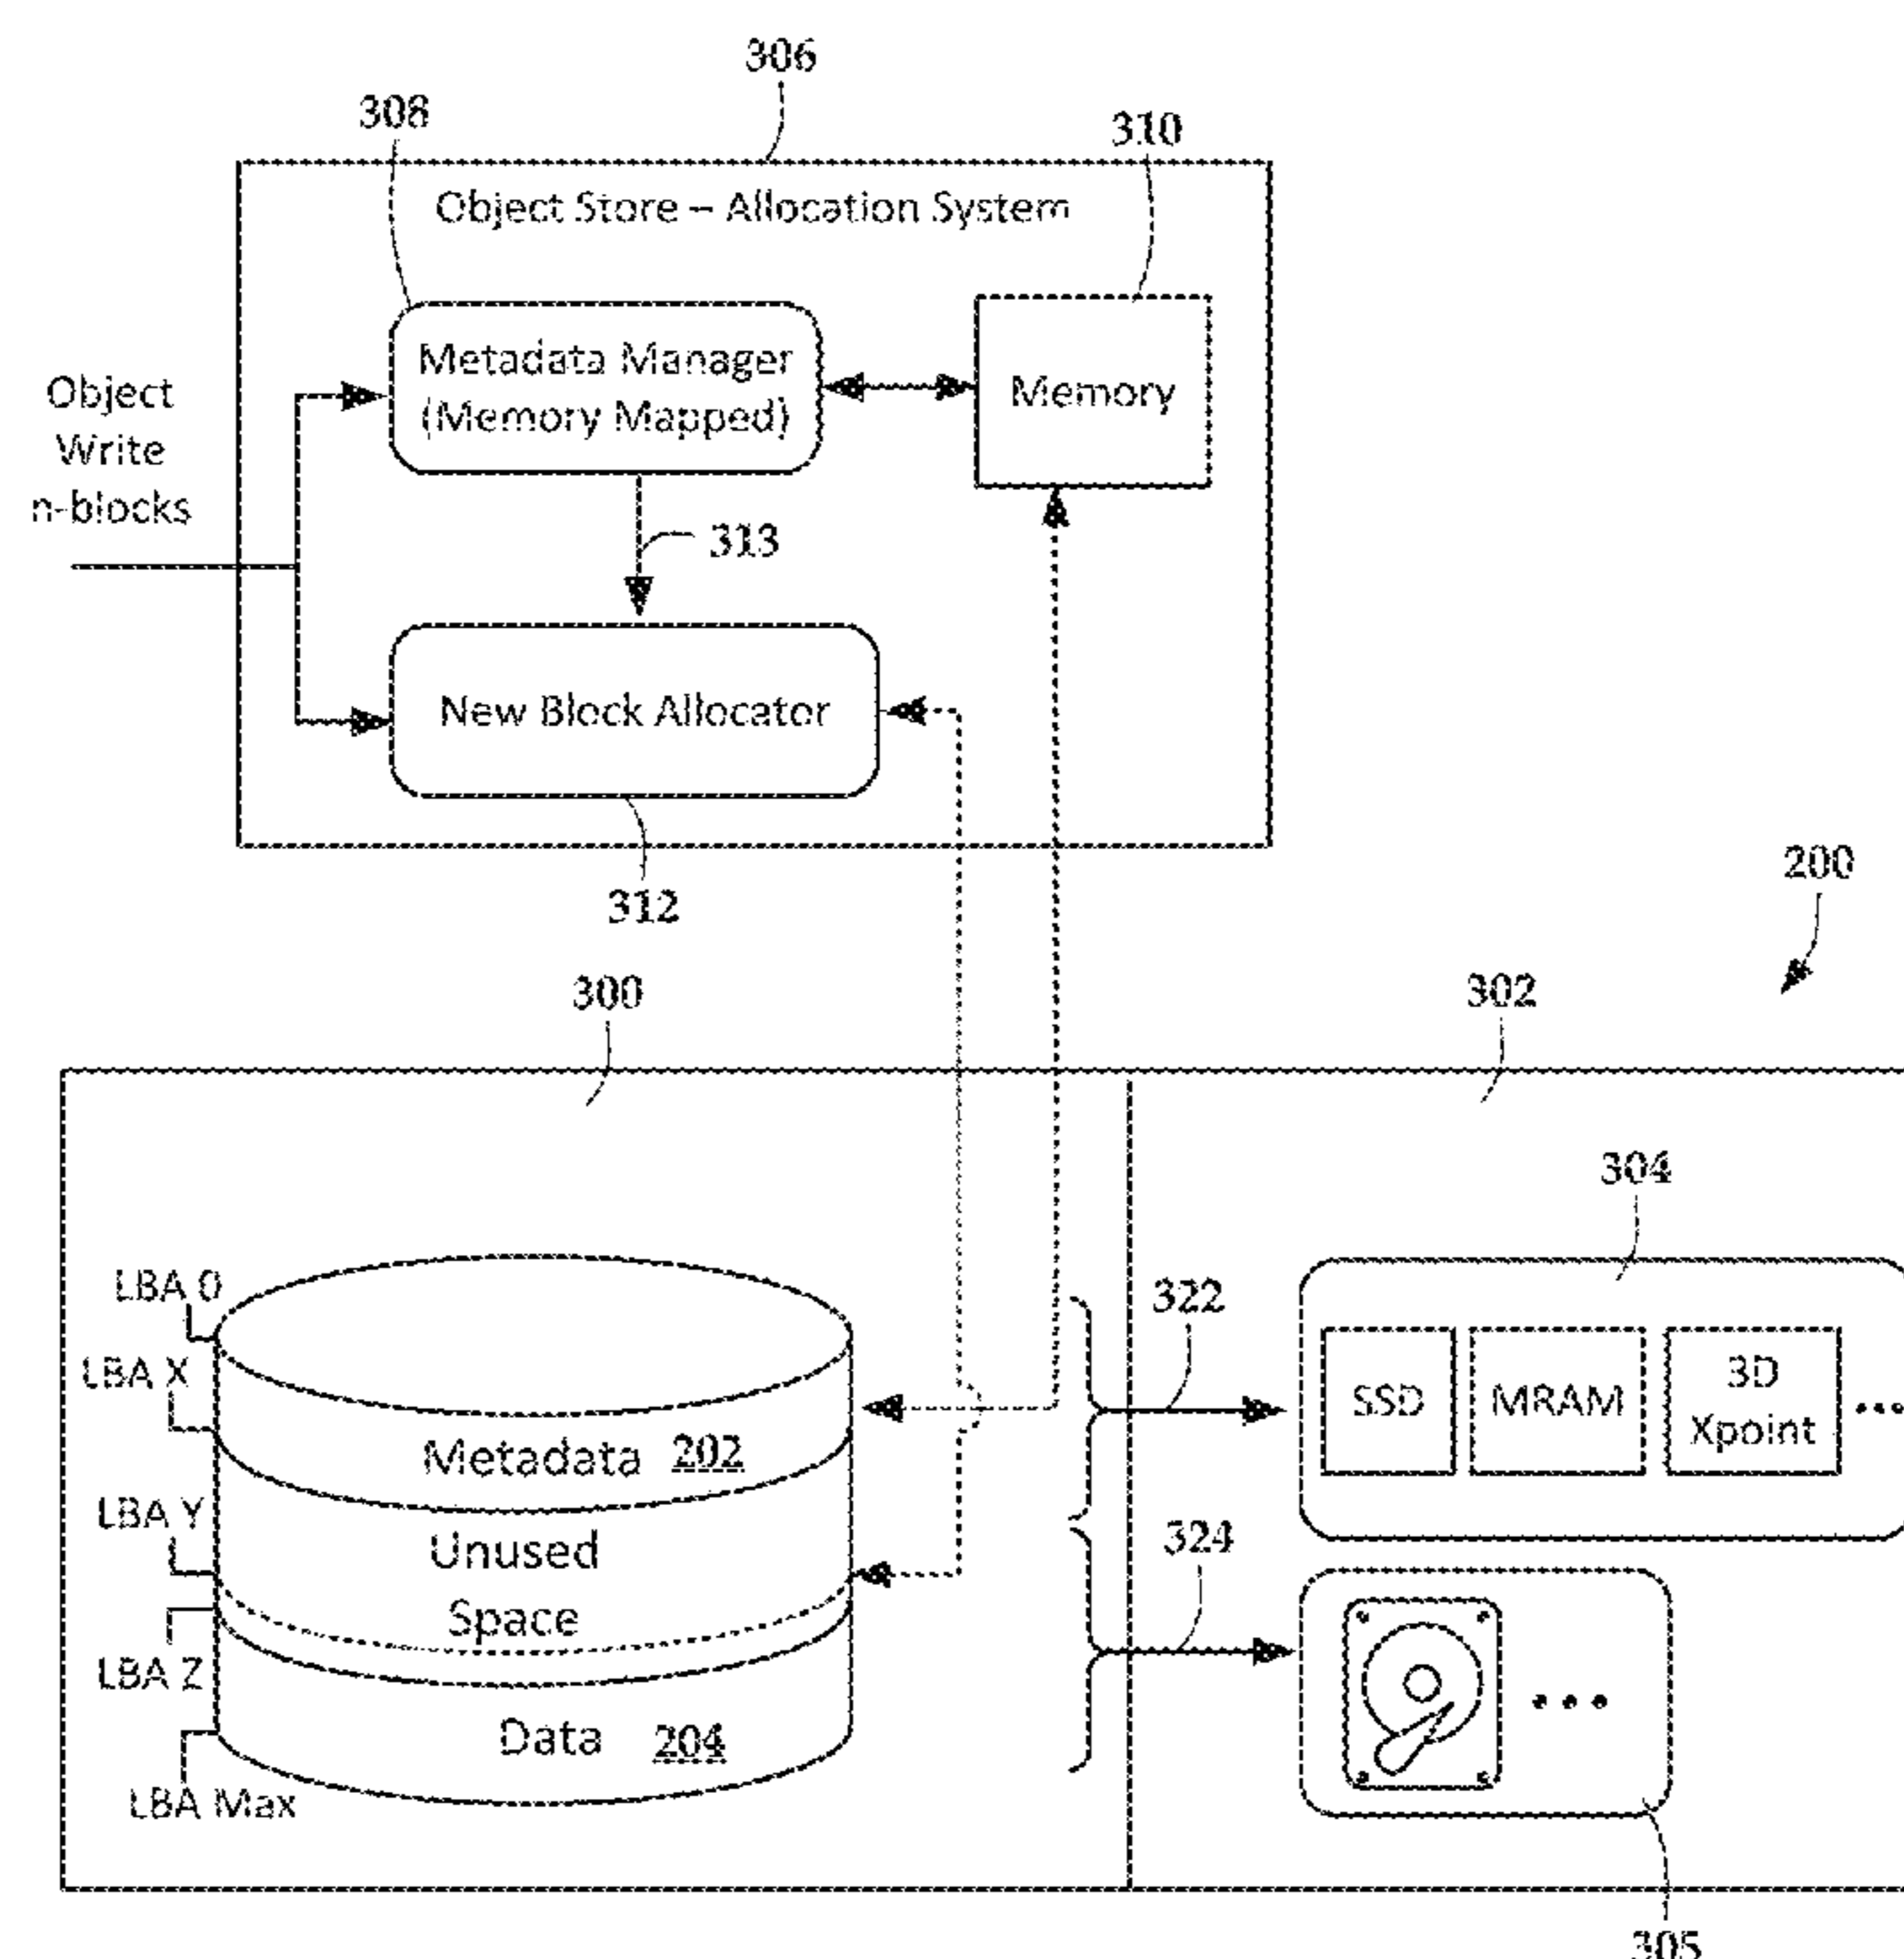 306
308
310
Object Store – Allocation System
Metadata Manager
(Memory Mapped)
Memory
Object
Write
n-blocks
313
New Block Allocator
312
200
300
302
304
LBA 0
322
LBA X
SSD
MRAM
3D
Xpoint
...
Metadata 202
LBA Y
Unused
324
Space
LBA Z
...
Data 204
LBA Max
305